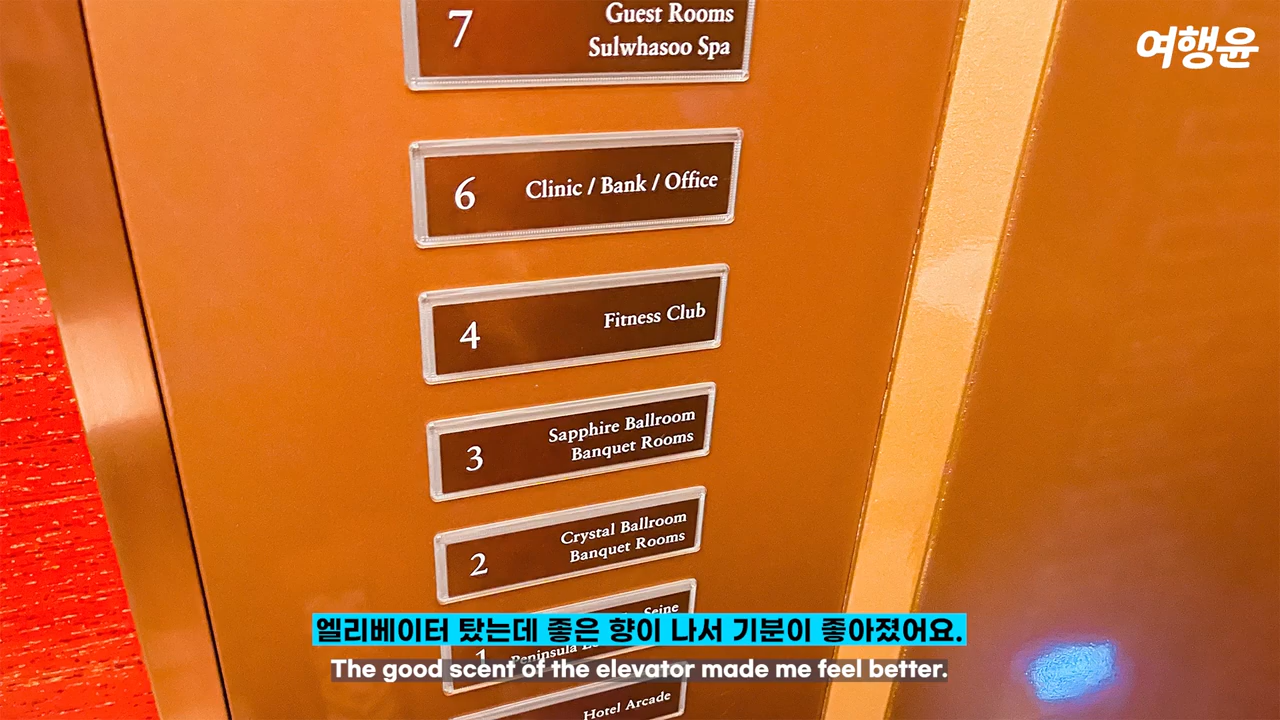 여행윤
7
Guest Rooms
Sulwhasoo Spa
6
Clinic / Bank / Office
4
Fitness Club
3
Sapphire Ballroom
Banquet Rooms
2
Crystal Ballroom
Banquet Rooms
Seine
1
Peninsula
엘리베이터 탔는데 좋은 향이 나서 기분이 좋아졌어요.
The good scent of the elevator made me feel better.
Hotel Arcade